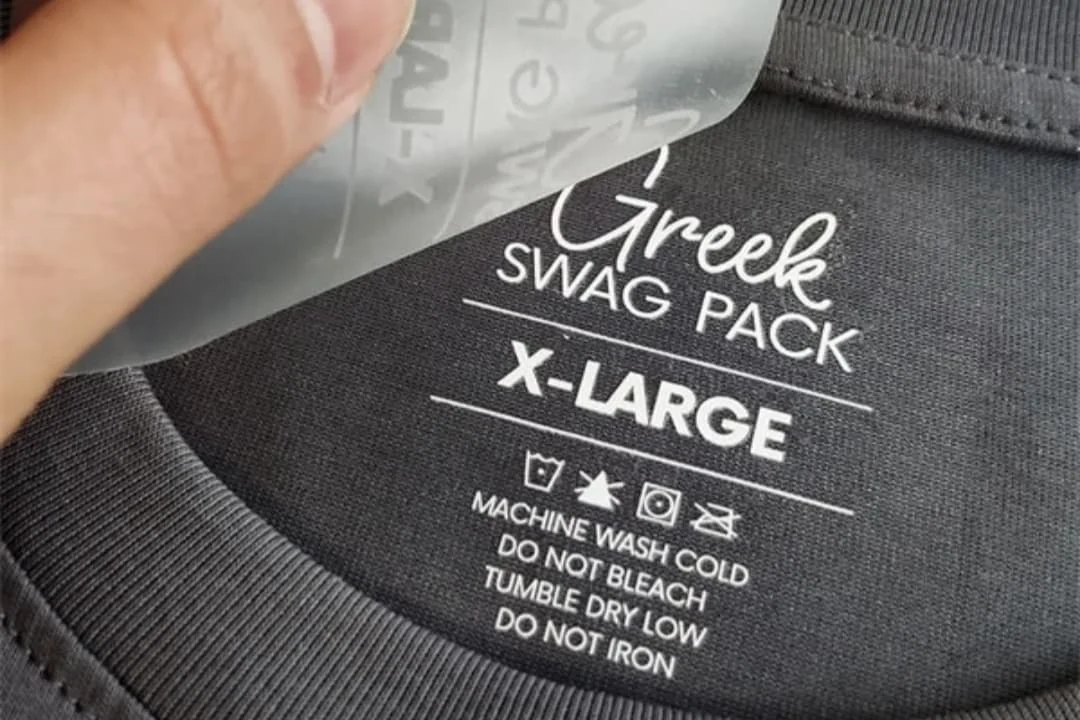 Greek
SWAG PACK
X-LARGE
MACHINE WASH COLD
DO NOT BLEACH
TUMBLE DRY LOW
DO NOT IRON